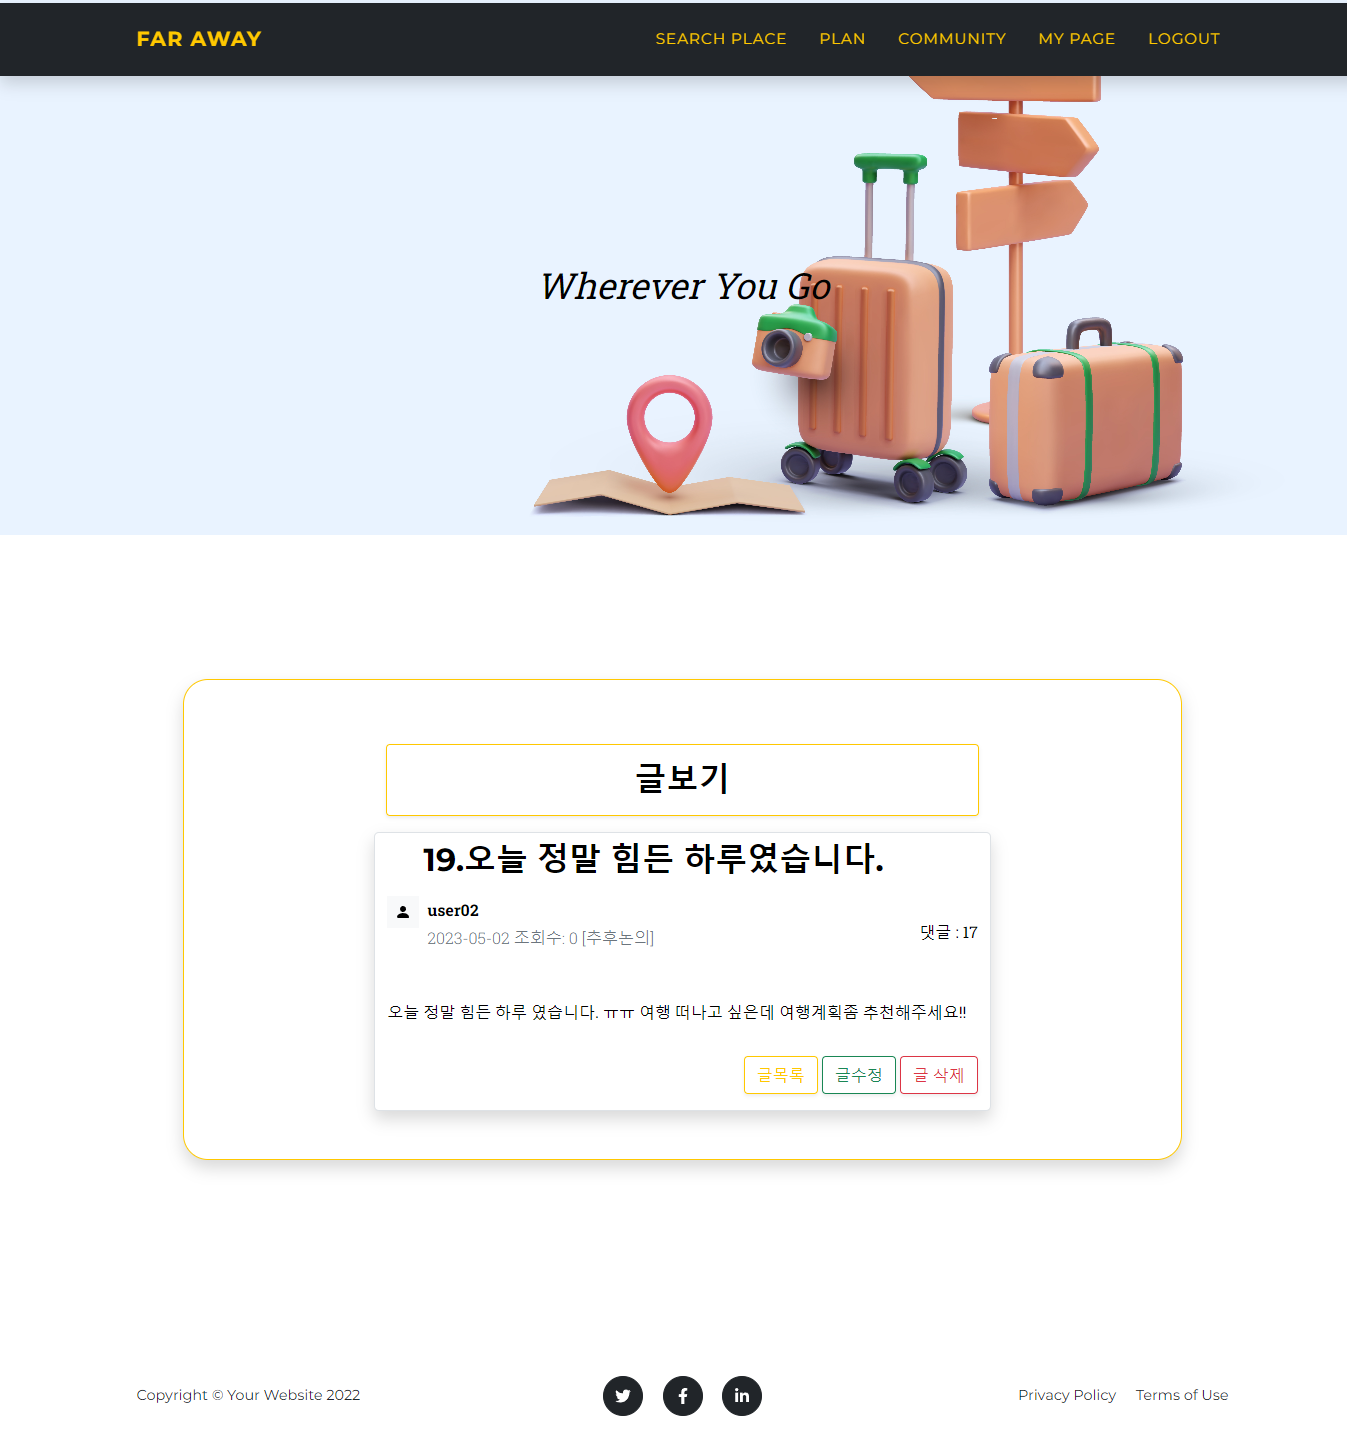 FAR AWAY
SEARCH PLACE PLAN COMMUNITY MY PAGE LOGOUT
Wherever You Go
글보기
19.오늘 정말 힘든 하루였습니다.
user02
2023-05-02 조회수: 0 [추후논의]
댓글 : 17
오늘 정말 힘든 하루 였습니다. ㅠㅠ 여행 떠나고 싶은데 여행계획좀 추천해주세요!!
글목록 글수정 글 삭제
Copyright © Your Website 2022
Privacy Policy Terms of Use